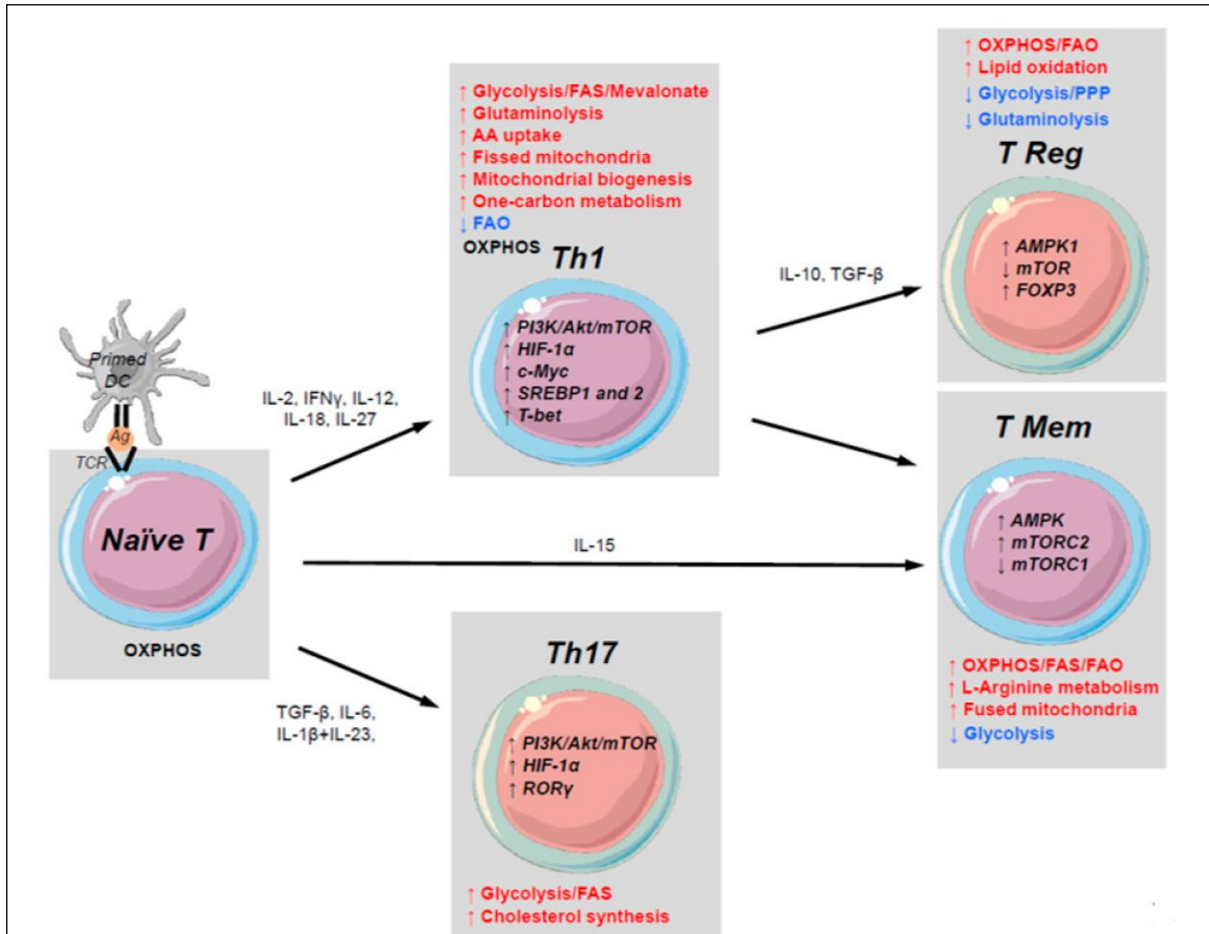 Primed
DC
Ag
TCR
Naïve T
OXPHOS
IL-2, IFNγ, IL-12,
IL-18, IL-27
↑ Glycolysis/FAS/Mevalonate
↑ Glutaminolysis
↑ AA uptake
↑ Fissed mitochondria
↑ Mitochondrial biogenesis
↑ One-carbon metabolism
↓ FAO
OXPHOS
Th1
↑ PI3K/Akt/mTOR
↑ HIF-1α
↑ c-Myc
↑ SREBP1 and 2
↑ T-bet
IL-10, TGF-β
↑ OXPHOS/FAO
↑ Lipid oxidation
↓ Glycolysis/PPP
↓ Glutaminolysis
T Reg
↑ AMPK1
↓ mTOR
↑ FOXP3
IL-15
T Mem
↑ AMPK
↑ mTORC2
↓ mTORC1
↑ OXPHOS/FAS/FAO
↑ L-Arginine metabolism
↑ Fused mitochondria
↓ Glycolysis
TGF-β, IL-6,
IL-1β+IL-23,
Th17
↑ PI3K/Akt/mTOR
↑ HIF-1α
↑ RORγ
↑ Glycolysis/FAS
↑ Cholesterol synthesis